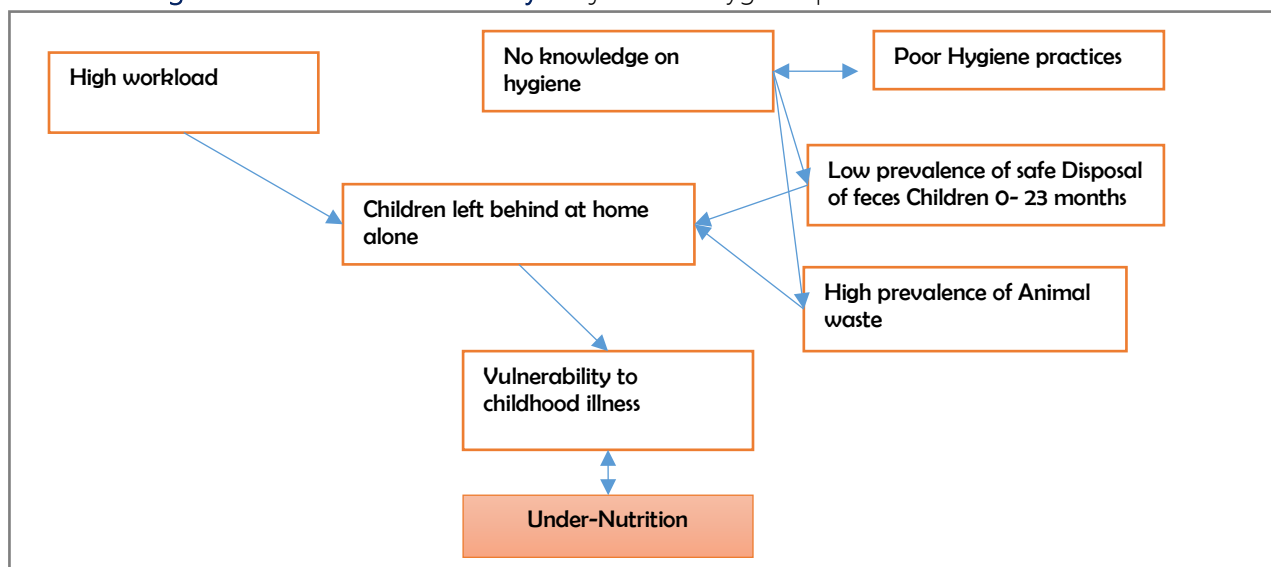 High workload
No knowledge on
hygiene
Poor Hygiene practices
Low prevalence of safe Disposal
of feces Children 0- 23 months
Children left behind at home
alone
High prevalence of Animal
waste
Vulnerability to
childhood illness
Under-Nutrition